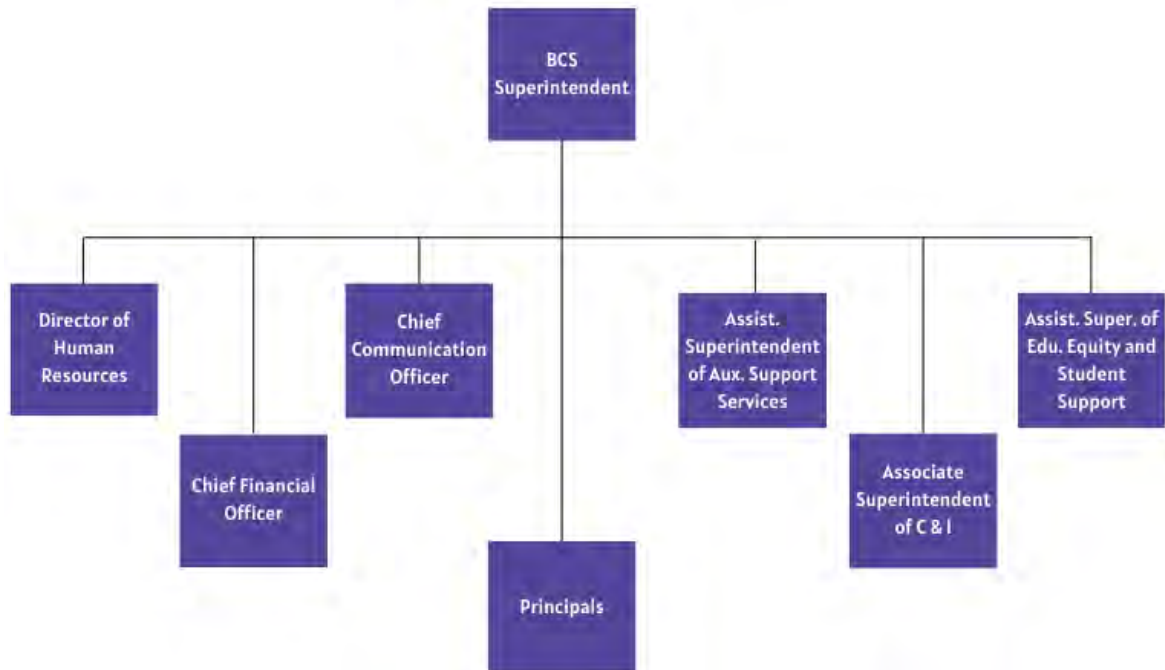 BCS
Superintendent
Director of
Human
Resources
Chief
Communication
Officer
Assist.
Superintendent
of Aux. Support
Services
Assist. Super. of
Edu. Equity and
Student
Support
Chief Financial
Officer
Associate
Superintendent
of C & I
Principals